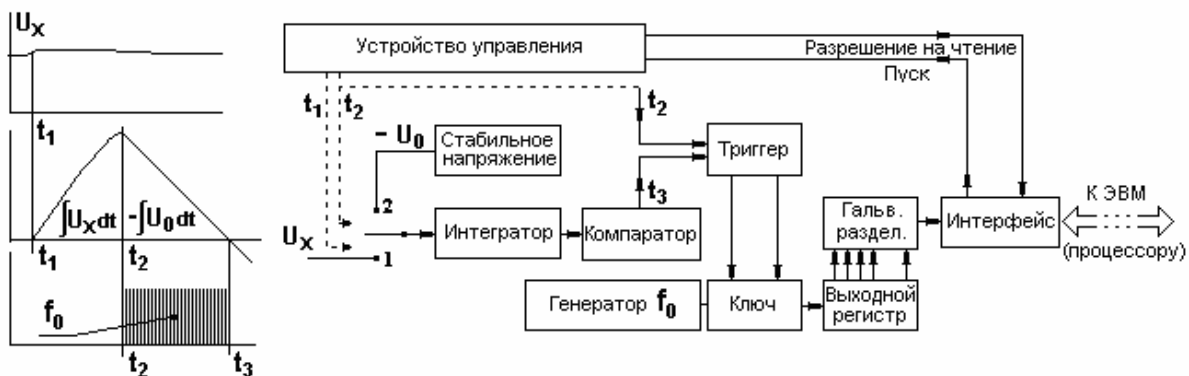 Uₓ
t₁
∫Uₓdt
-∫U₀dt
t₁
t₂
f₀
t₂
t₃
Устройство управления
Разрешение на чтение
Пуск
t₁
t₂
t₂
- U₀
Стабильное
напряжение
Триггер
t₃
2
Uₓ
1
Интегратор
Компаратор
Гальв.
раздел.
Интерфейс
К ЭВМ
(процессору)
Генератор f₀
Ключ
Выходной
регистр